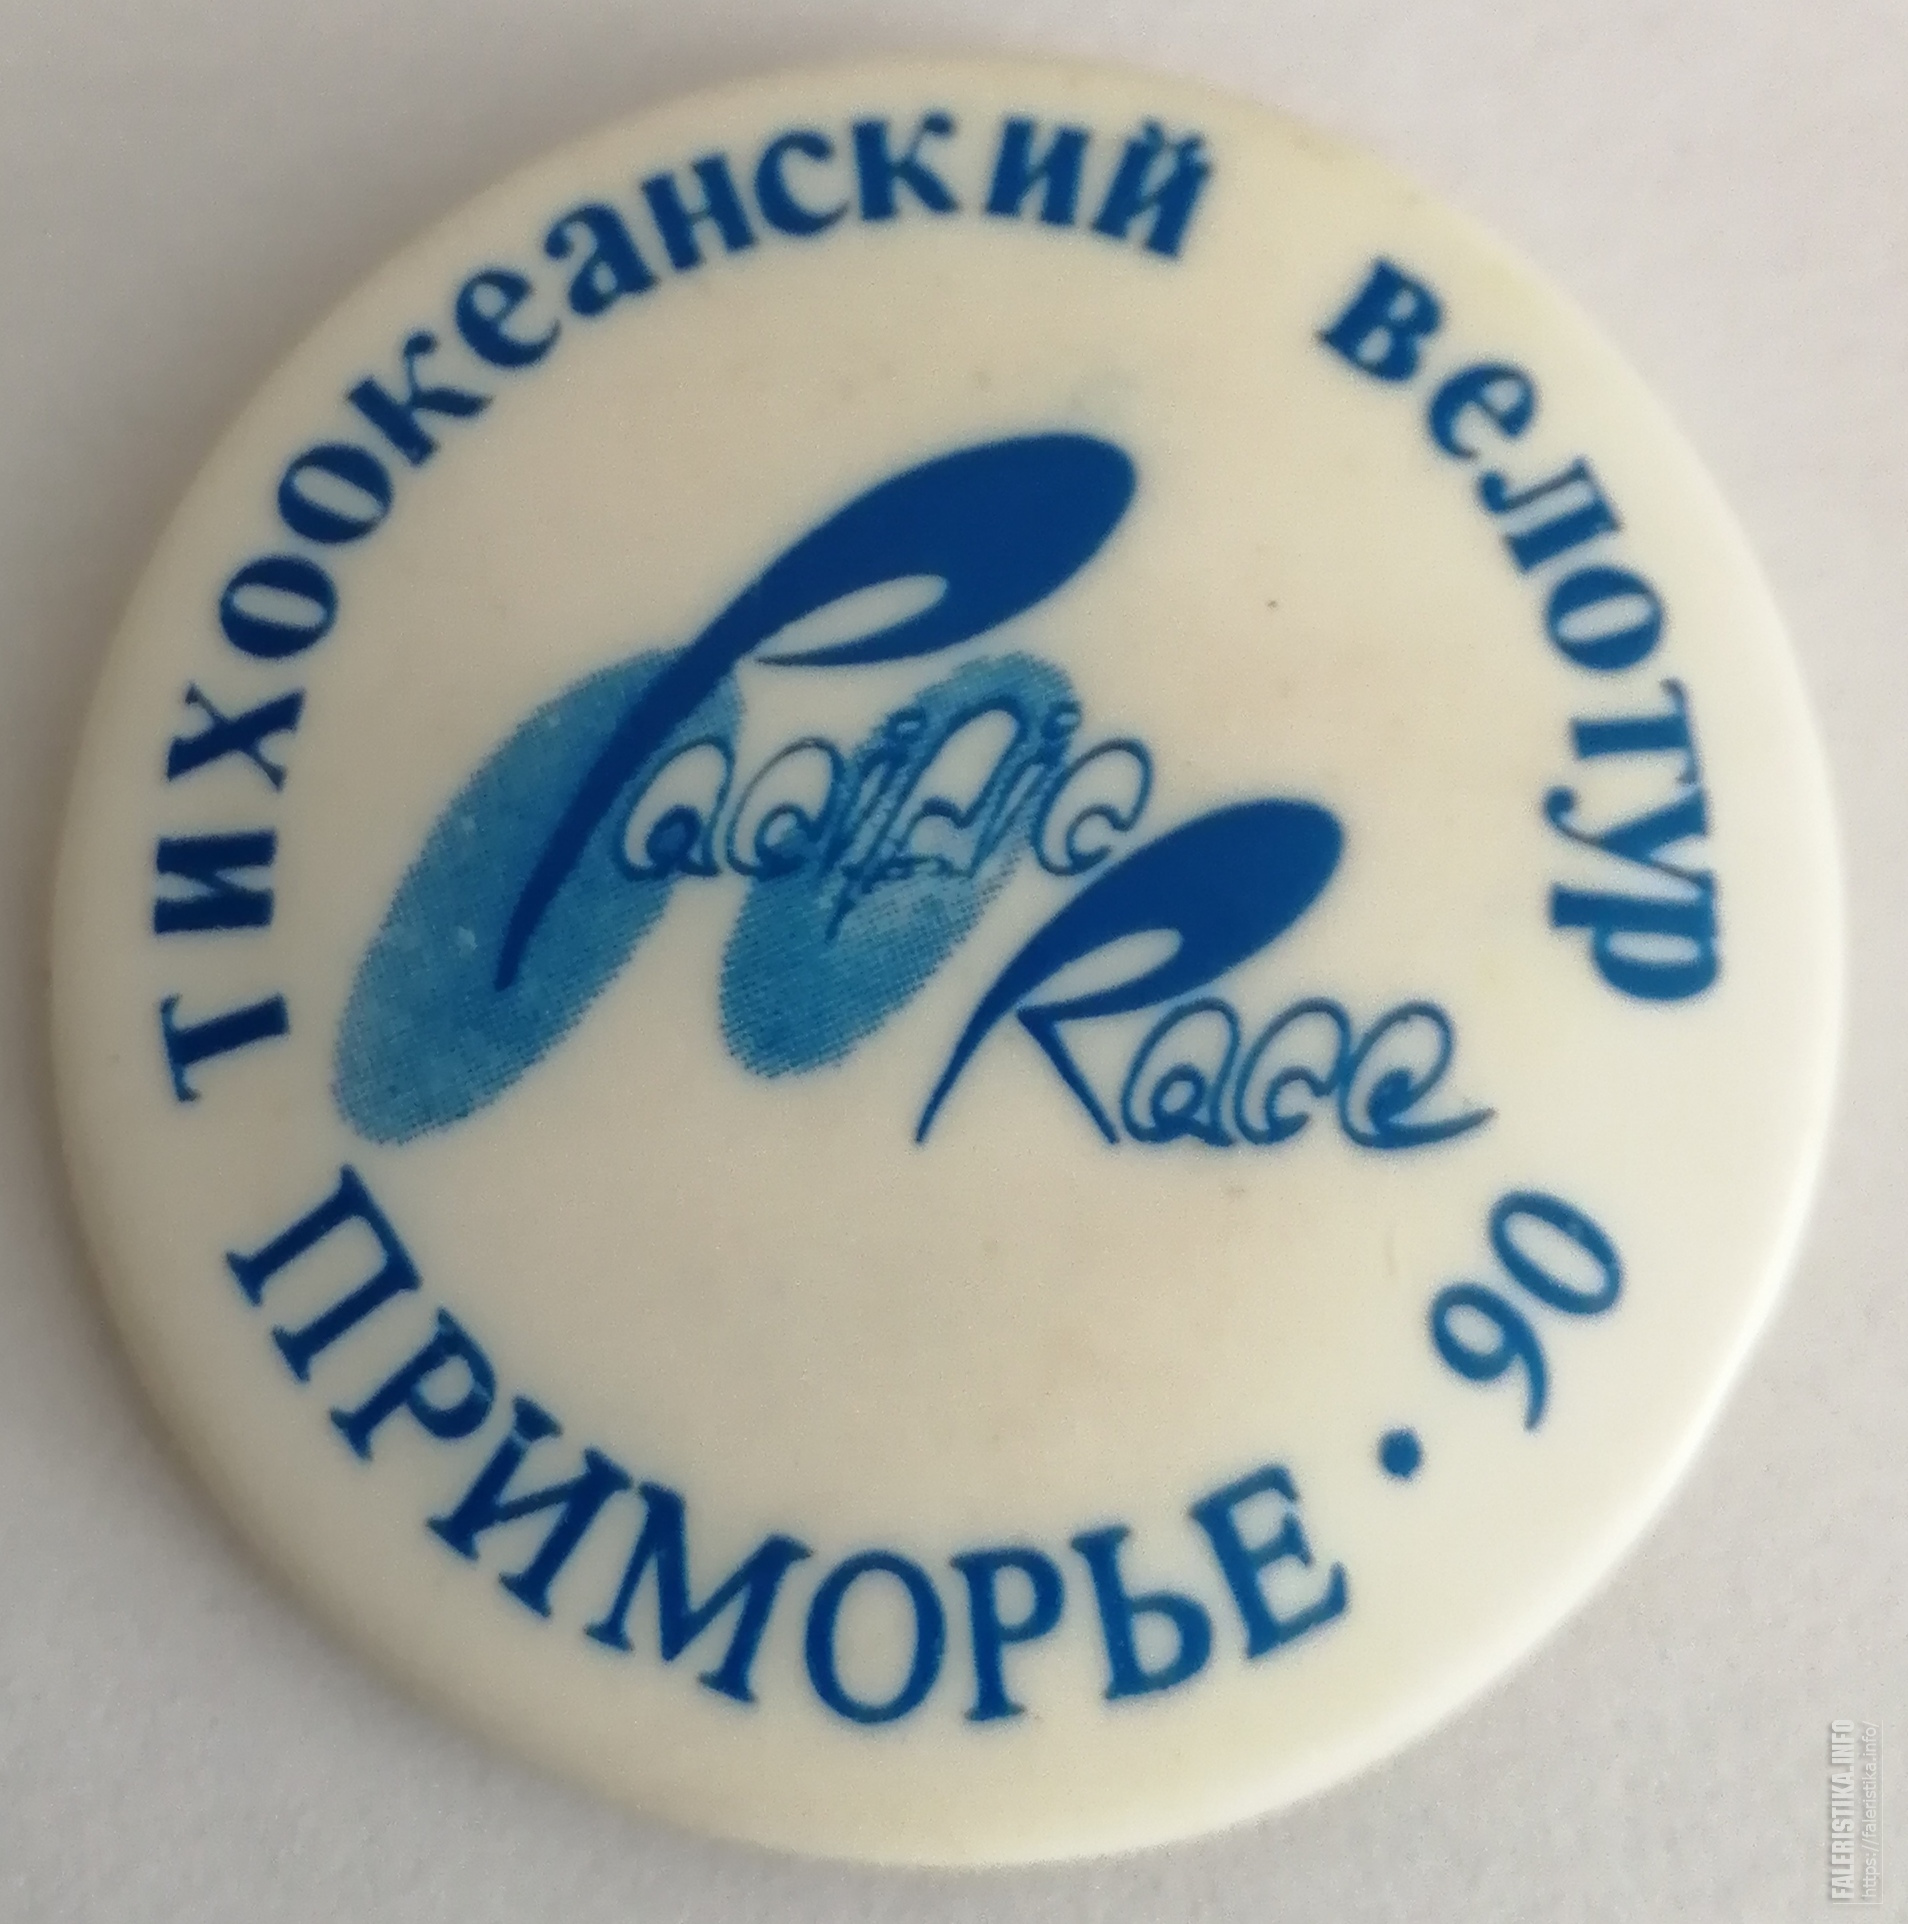 Тихоокеанский велотур
Pacific
Race
ПРИМОРЬЕ • 90
FALERISTIKA.INFO
https://faleristika.info/